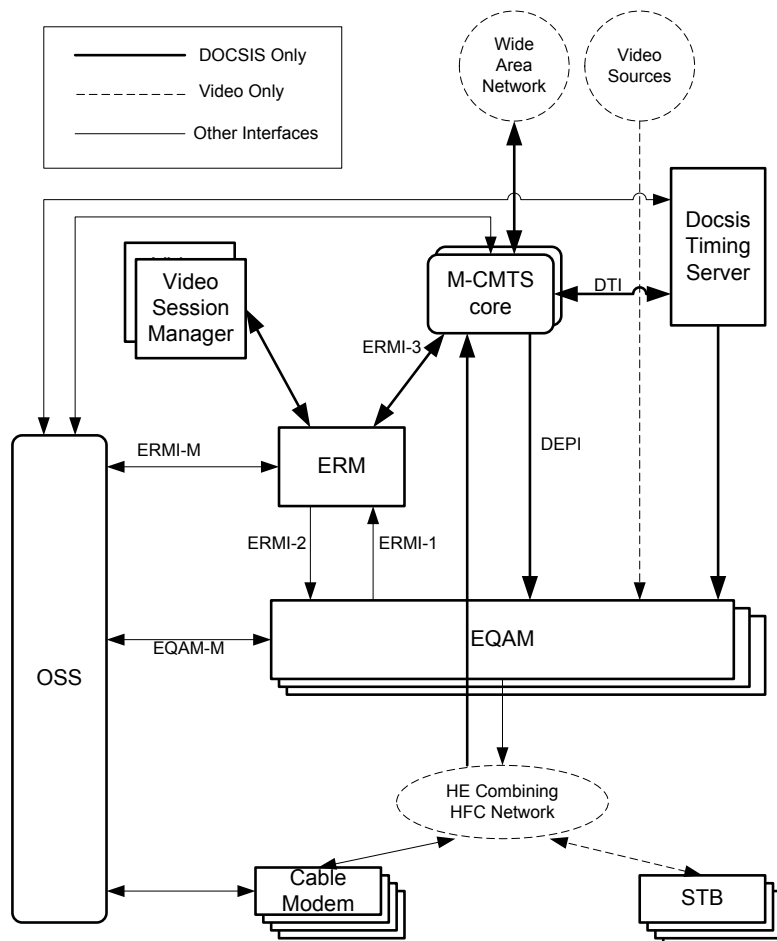 DOCSIS Only
Video Only
Other Interfaces
Wide
Area
Network
Video
Sources
Docsis
Timing
Server
Video
Session
Manager
M-CMTS
core
DTI
ERMI-3
ERMI-M
ERM
DEPI
ERMI-2
ERMI-1
EQAM-M
EQAM
OSS
HE Combining
HFC Network
Cable
Modem
STB